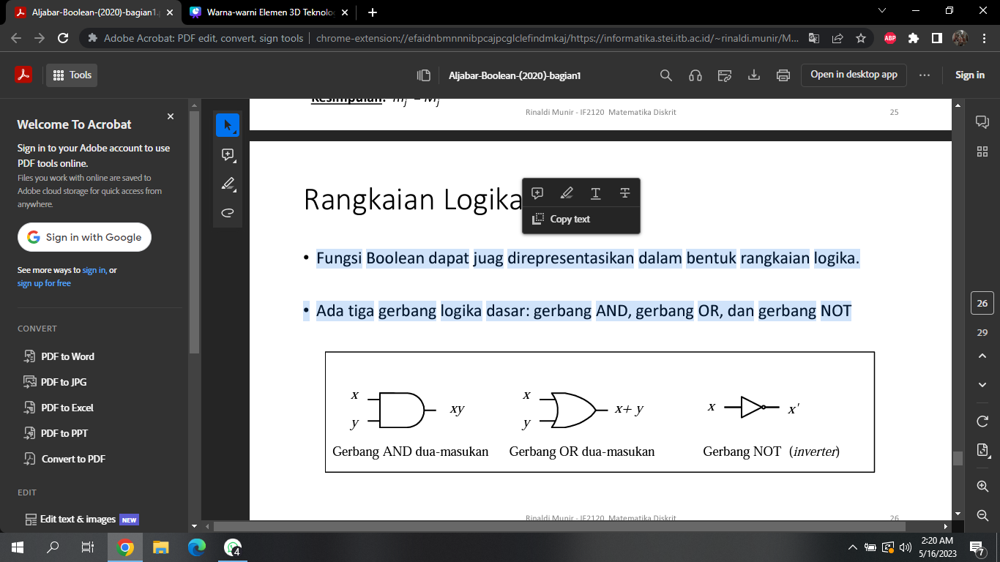 Aljabar-Boolean-(2020)-bagian1.
Warna-warni Elemen 3D Teknolo
Adobe Acrobat: PDF edit, convert, sign tools
chrome-extension://efaidnbmnnnibpcajpcglclefindmkaj/https://informatika.stei.itb.ac.id/~rinaldi.munir/M...
ABP
Tools
Aljabar-Boolean-(2020)-bagian1
Open in desktop app
Sign in
Welcome To Acrobat
Sign in to your Adobe account to use
PDF tools online.
Files you work with online are saved to
Adobe cloud storage for quick access from
anywhere.
Sign in with Google
See more ways to sign in, or
sign up for free
CONVERT
PDF to Word
PDF to JPG
PDF to Excel
PDF to PPT
Convert to PDF
EDIT
Edit text & images NEW
Kesimpulan:
Rinaldi Munir - IF2120 Matematika Diskrit
25
Rangkaian Logika
Copy text
• Fungsi Boolean dapat juag direpresentasikan dalam bentuk rangkaian logika.
• Ada tiga gerbang logika dasar: gerbang AND, gerbang OR, dan gerbang NOT
x
y
xy
Gerbang AND dua-masukan
x
y
x+ y
Gerbang OR dua-masukan
x
x'
Gerbang NOT (inverter)
Rinaldi Munir - IF2120 Matematika Diskrit
26
26
29
4
2:20 AM
5/16/2023
7